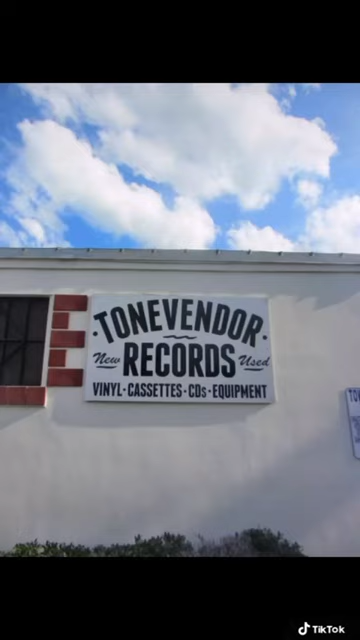 ·TONEVENDOR·
New RECORDS Used
VINYL·CASSETTES·CDs·EQUIPMENT
TikTok